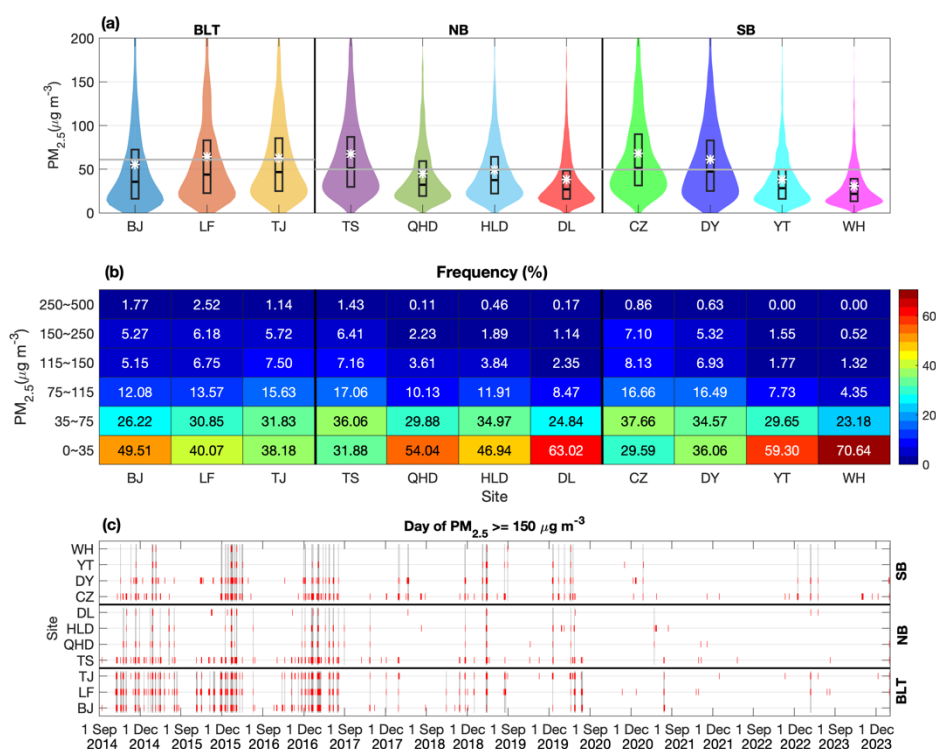 (a) BLT NB SB
PM2.5(μg m-3)
200
150
100
50
0
BJ LF TJ TS QHD HLD DL CZ DY YT WH
(b) Frequency (%)
PM2.5(μg m-3)
250~500 1.77 2.52 1.14 1.43 0.11 0.46 0.17 0.86 0.63 0.00 0.00
150~250 5.27 6.18 5.72 6.41 2.23 1.89 1.14 7.10 5.32 1.55 0.52
115~150 5.15 6.75 7.50 7.16 3.61 3.84 2.35 8.13 6.93 1.77 1.32
75~115 12.08 13.57 15.63 17.06 10.13 11.91 8.47 16.66 16.49 7.73 4.35
35~75 26.22 30.85 31.83 36.06 29.88 34.97 24.84 37.66 34.57 29.65 23.18
0~35 49.51 40.07 38.18 31.88 54.04 46.94 63.02 29.59 36.06 59.30 70.64
BJ LF TJ TS QHD HLD DL CZ DY YT WH
Site
60
40
20
0
(c) Day of PM2.5 >= 150 μg m-3
Site
WH
YT
DY
CZ
SB
DL
HLD
QHD
TS
NB
TJ
LF
BJ
BLT
1 Sep 1 Dec 1 Sep 1 Dec 1 Sep 1 Dec 1 Sep 1 Dec 1 Sep 1 Dec 1 Sep 1 Dec 1 Sep 1 Dec 1 Sep 1 Dec 1 Sep 1 Dec 1 Sep 1 Dec
2014 2014 2015 2015 2016 2016 2017 2017 2018 2018 2019 2019 2020 2020 2021 2021 2022 2022 2023 2023